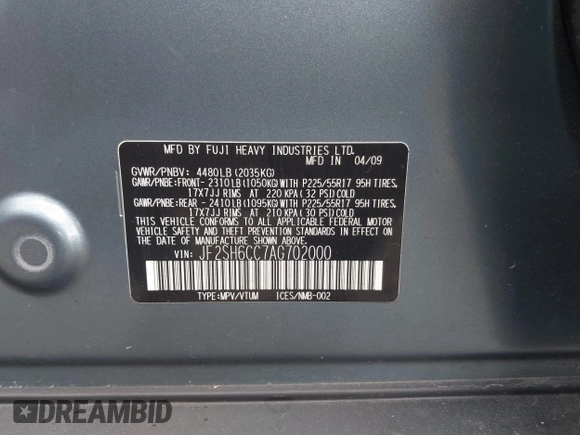 MFD BY FUJI HEAVY INDUSTRIES LTD.
MFD IN 04/09
GVWR/PNBV: 4480LB (2035KG)
GAWR/PNBE:FRONT- 2310LB (1050KG) WITH P225/55R17 95H TIRES,
17X7JJ RIMS AT 220 KPA ( 32 PSI) COLD
GAWR/PNBE:REAR - 2410LB (1095KG) WITH P225/55R17 95H TIRES,
17X7JJ RIMS AT 210 KPA ( 30 PSI) COLD
THIS VEHICLE CONFORMS TO ALL APPLICABLE FEDERAL MOTOR
VEHICLE SAFETY AND THEFT PREVENTION STANDARDS IN EFFECT
ON THE DATE OF MANUFACTURE SHOWN ABOVE.
VIN: JF2SH6CC7AG702000
TYPE:MPV/VTUM ICES/NMB-002
DREAMBID